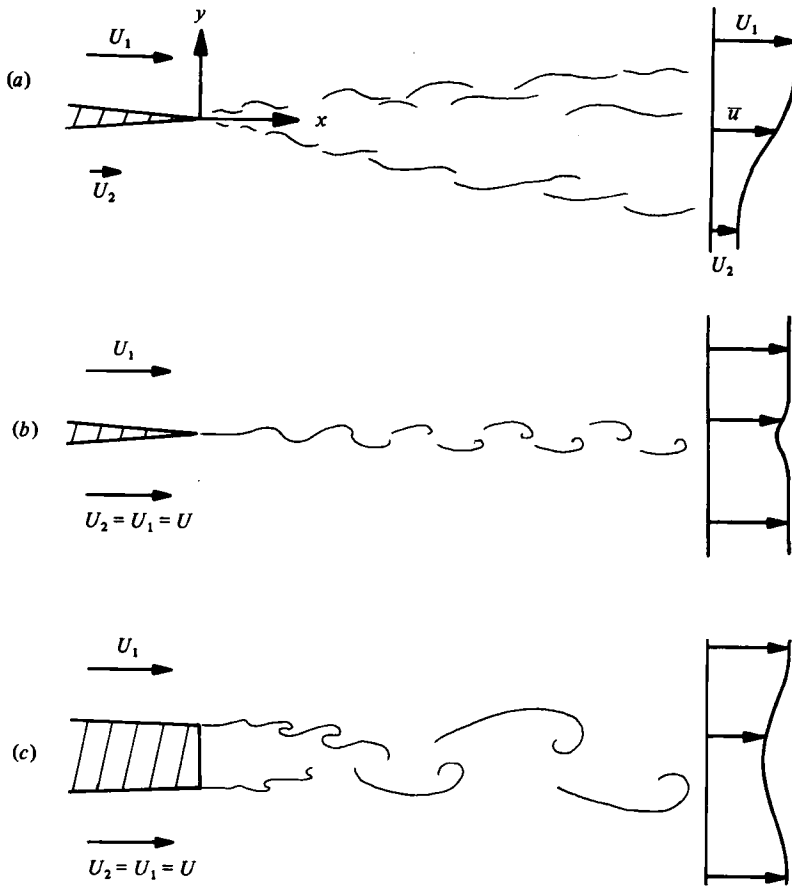 y
U₁
U₁
(a)
x
ū
U₂
U₂
U₁
(b)
U₂ = U₁ = U
U₁
(c)
U₂ = U₁ = U